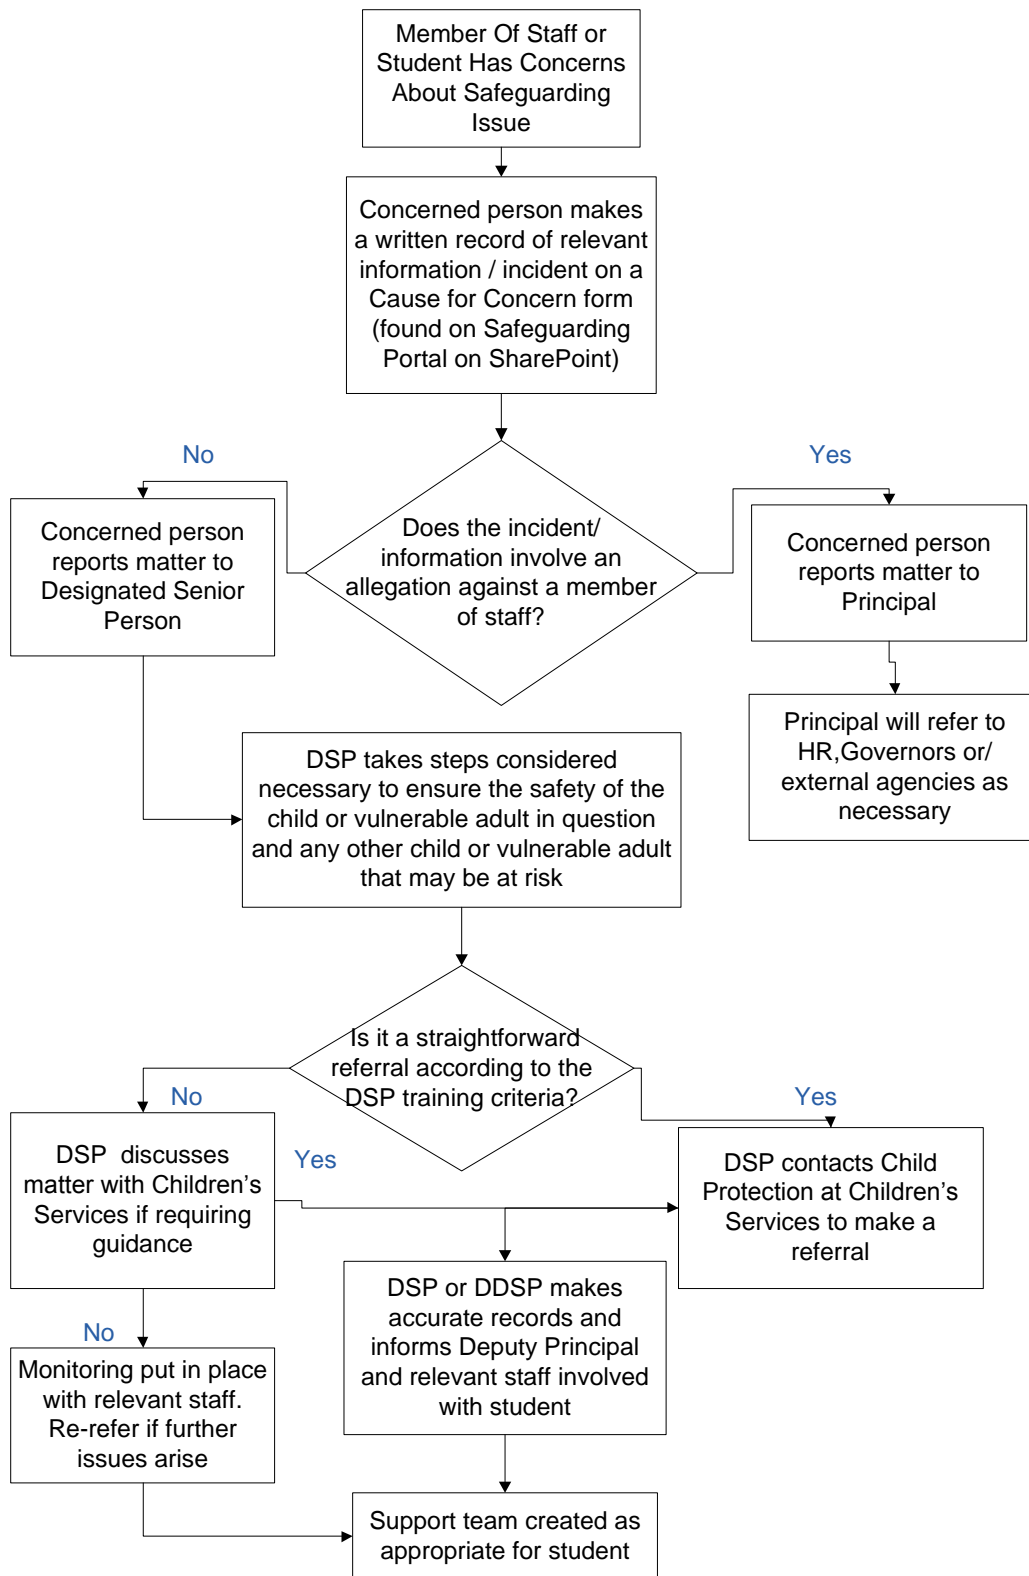 Member Of Staff or
Student Has Concerns
About Safeguarding
Issue
Concerned person makes
a written record of relevant
information / incident on a
Cause for Concern form
(found on Safeguarding
Portal on SharePoint)
No
Yes
Concerned person
reports matter to
Designated Senior
Person
Does the incident/
information involve an
allegation against a member
of staff?
Concerned person
reports matter to
Principal
Principal will refer to
HR,Governors or/
external agencies as
necessary
DSP takes steps considered
necessary to ensure the safety of the
child or vulnerable adult in question
and any other child or vulnerable adult
that may be at risk
Is it a straightforward
referral according to the
DSP training criteria?
No
Yes
DSP discusses
matter with Children’s
Services if requiring
guidance
Yes
DSP contacts Child
Protection at Children’s
Services to make a
referral
DSP or DDSP makes
accurate records and
informs Deputy Principal
and relevant staff involved
with student
No
Monitoring put in place
with relevant staff.
Re-refer if further
issues arise
Support team created as
appropriate for student